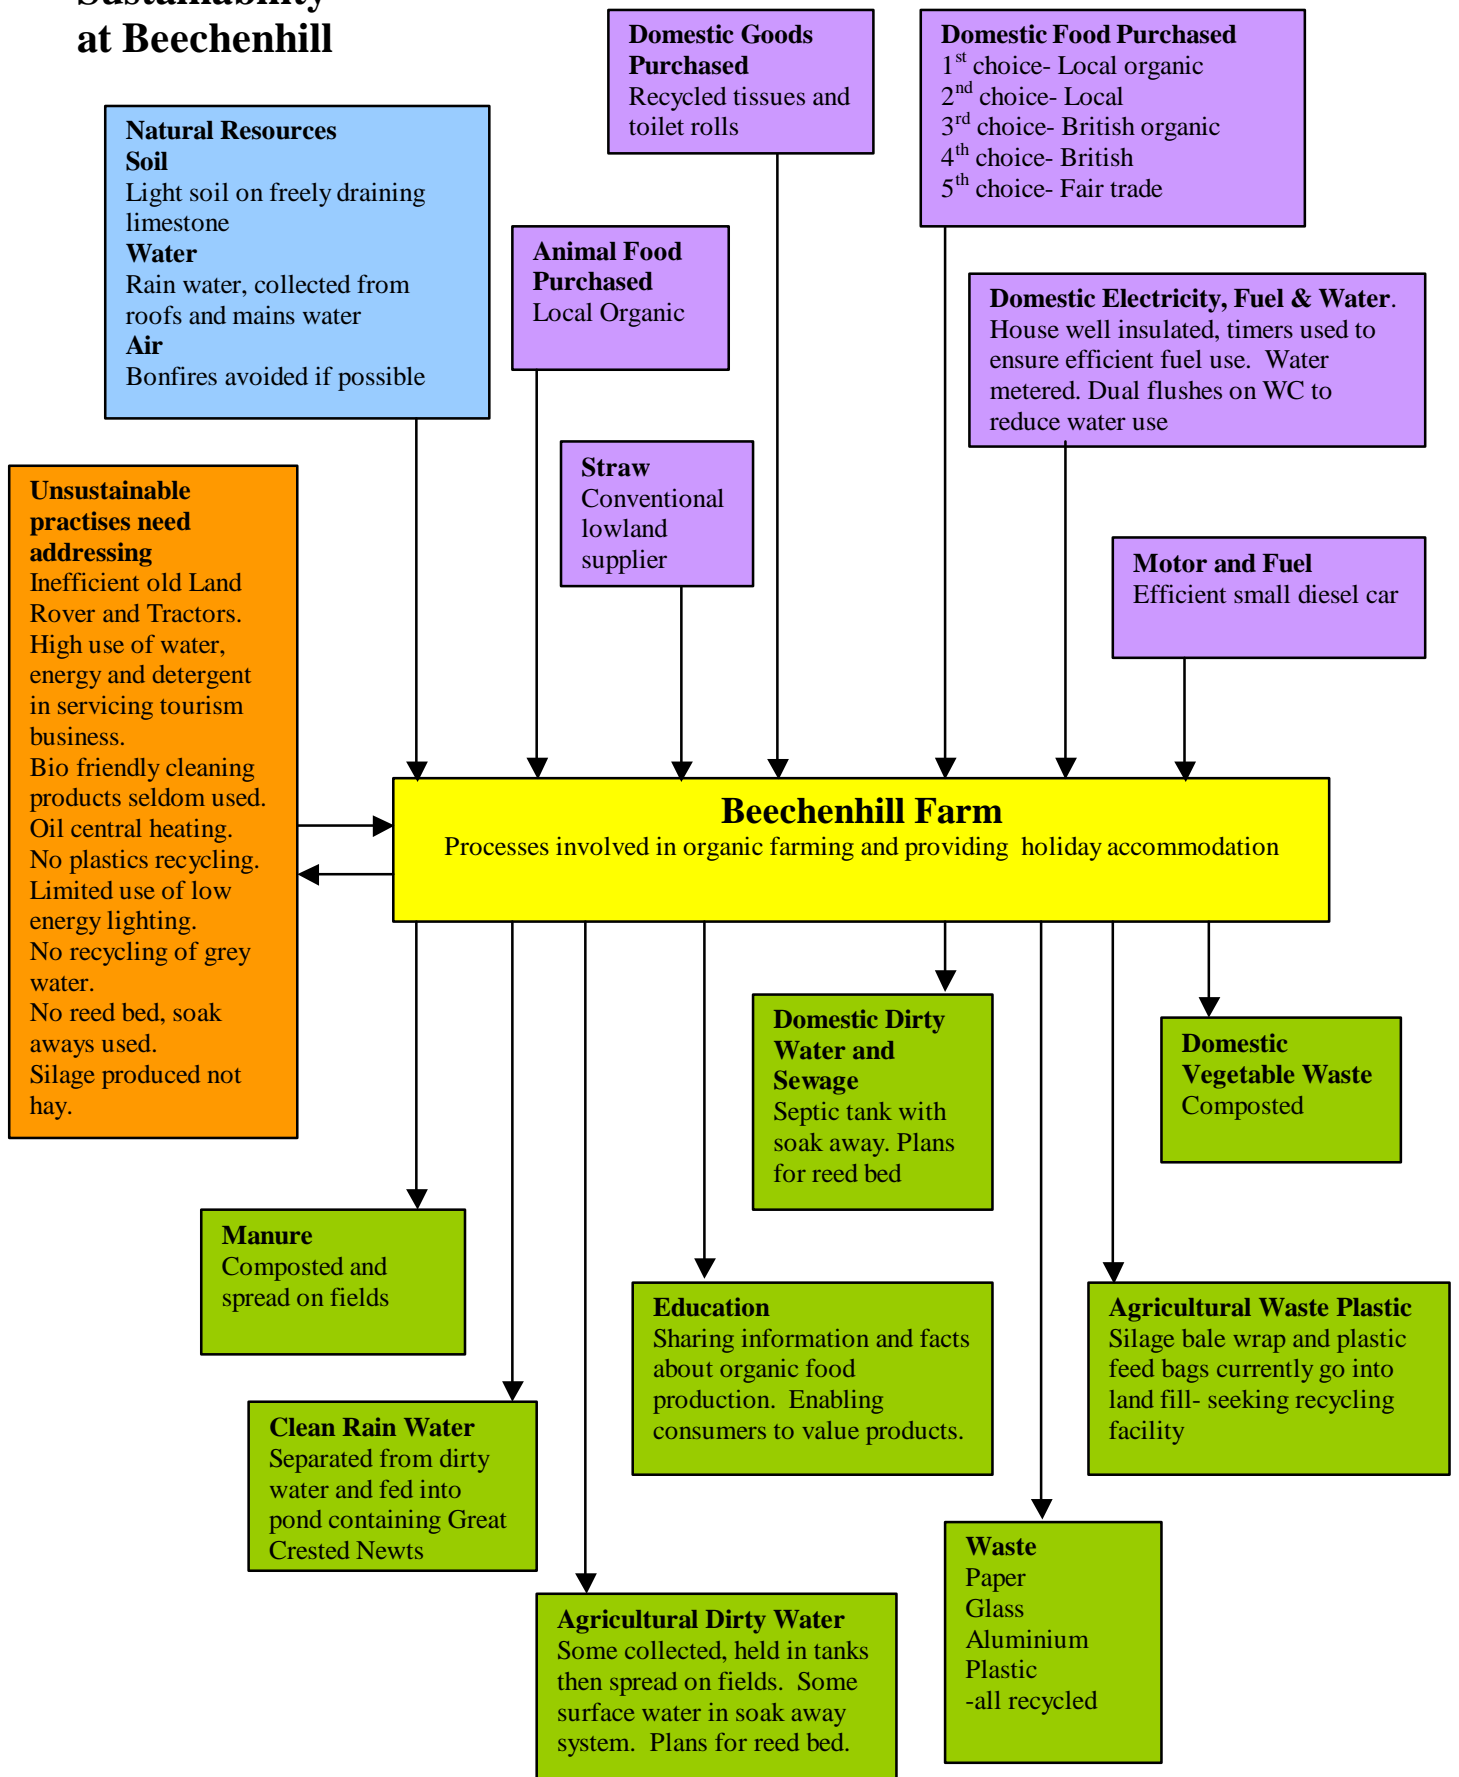 Sustainability
at Beechenhill
Domestic Goods
Purchased
Recycled tissues and
toilet rolls
Domestic Food Purchased
1st choice- Local organic
2nd choice- Local
3rd choice- British organic
4th choice- British
5th choice- Fair trade
Natural Resources
Soil
Light soil on freely draining
limestone
Water
Rain water, collected from
roofs and mains water
Air
Bonfires avoided if possible
Animal Food
Purchased
Local Organic
Domestic Electricity, Fuel & Water.
House well insulated, timers used to
ensure efficient fuel use.  Water
metered. Dual flushes on WC to
reduce water use
Straw
Conventional
lowland
supplier
Motor and Fuel
Efficient small diesel car
Unsustainable
practises need
addressing
Inefficient old Land
Rover and Tractors.
High use of water,
energy and detergent
in servicing tourism
business.
Bio friendly cleaning
products seldom used.
Oil central heating.
No plastics recycling.
Limited use of low
energy lighting.
No recycling of grey
water.
No reed bed, soak
aways used.
Silage produced not
hay.
Beechenhill Farm
Processes involved in organic farming and providing  holiday accommodation
Domestic Dirty
Water and
Sewage
Septic tank with
soak away. Plans
for reed bed
Domestic
Vegetable Waste
Composted
Manure
Composted and
spread on fields
Education
Sharing information and facts
about organic food
production.  Enabling
consumers to value products.
Agricultural Waste Plastic
Silage bale wrap and plastic
feed bags currently go into
land fill- seeking recycling
facility
Clean Rain Water
Separated from dirty
water and fed into
pond containing Great
Crested Newts
Waste
Paper
Glass
Aluminium
Plastic
-all recycled
Agricultural Dirty Water
Some collected, held in tanks
then spread on fields.  Some
surface water in soak away
system.  Plans for reed bed.